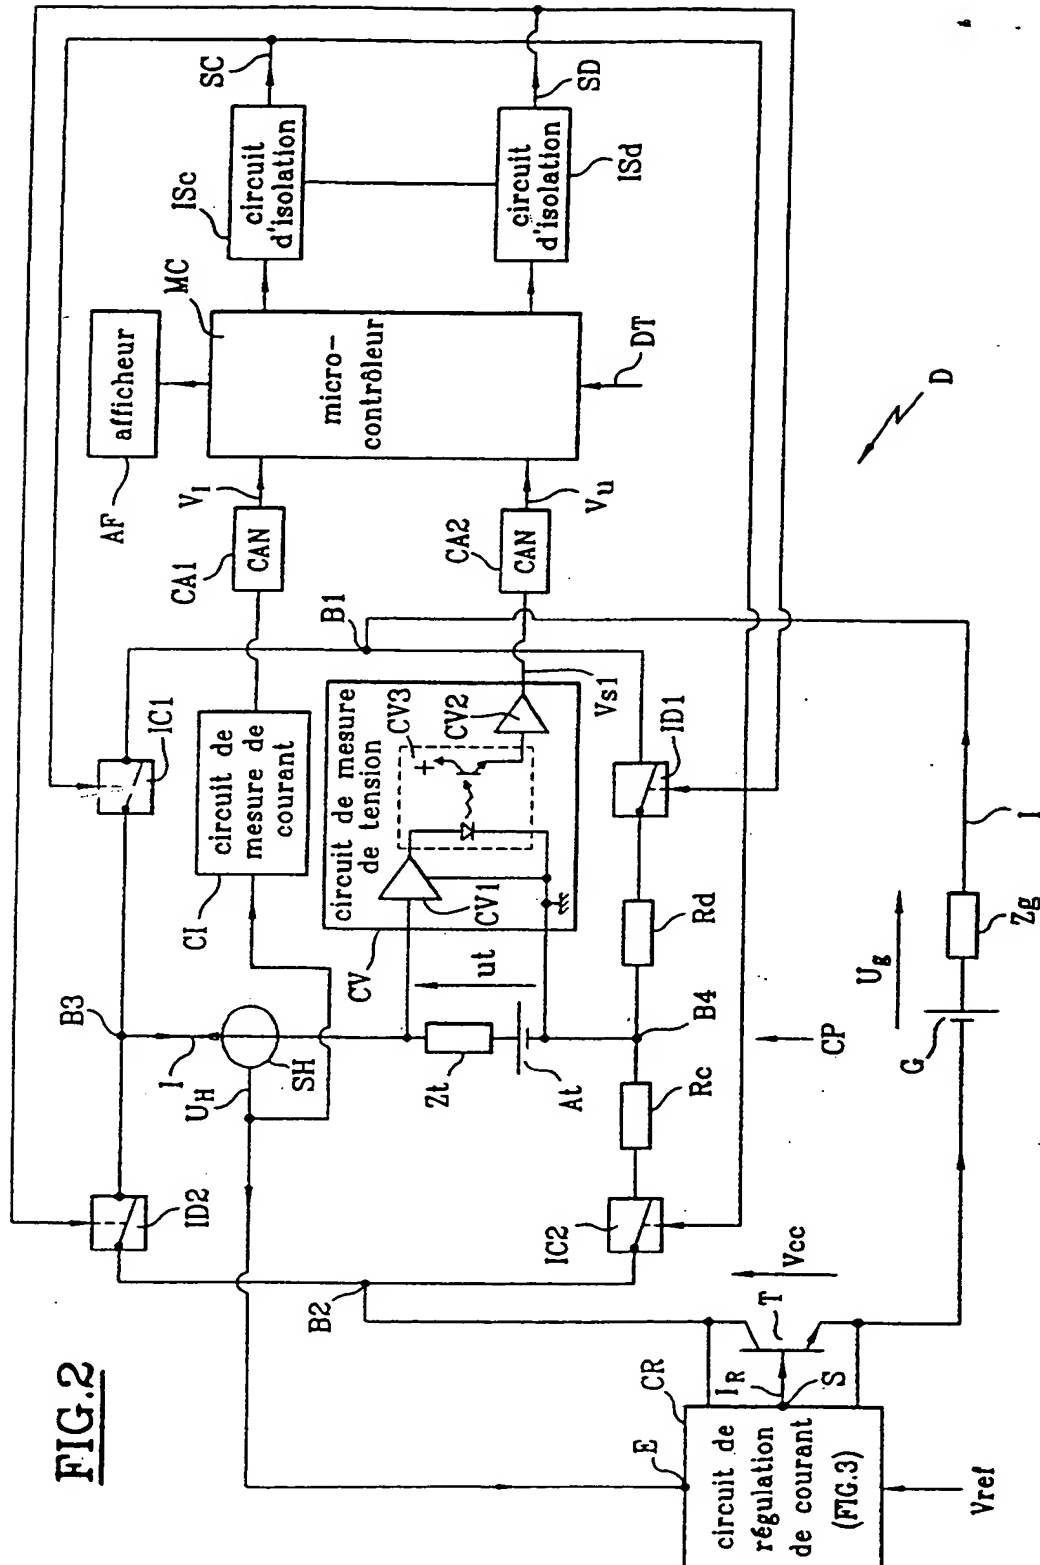 FIG.2
SC
SD
circuit
d'isolation
circuit
d'isolation
ISc
ISd
MC
afficheur
AF
micro-
contrôleur
DT
D
VI
Vu
CA1
CAN
CA2
CAN
B1
IC1
circuit de
mesure de
courant
CI
circuit de mesure
de tension
CV3
CV2
+
Vs1
ID1
CV1
CV
ut
Rd
I
Ug
Zg
B3
I
UH
SH
Zt
At
B4
CP
G
Rc
ID2
IC2
B2
Vcc
T
CR
IR
S
E
circuit de
régulation
de courant
(FIG.3)
Vref